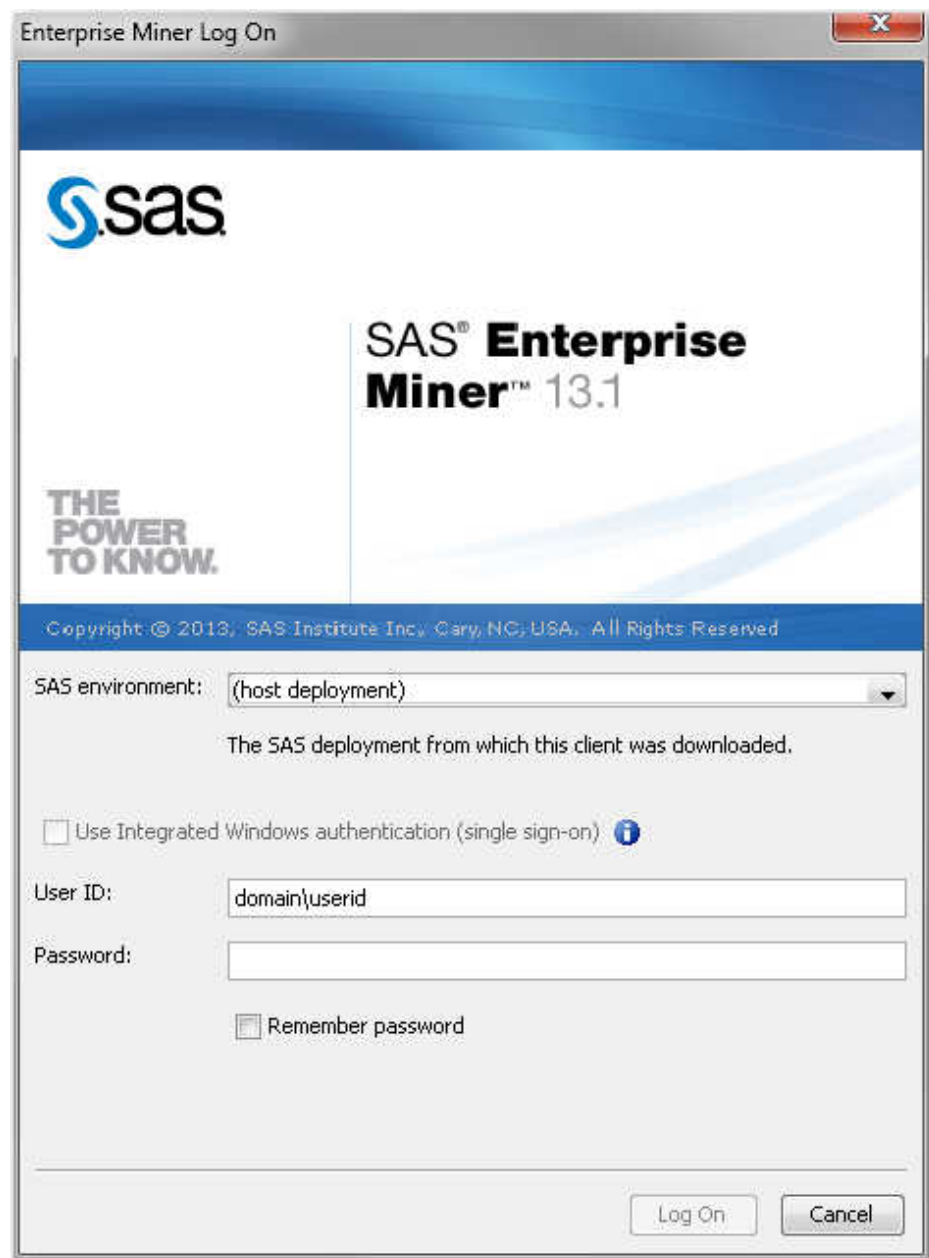 Enterprise Miner Log On
X
sas
SAS® Enterprise
Miner™ 13.1
THE
POWER
TO KNOW.
Copyright © 2013, SAS Institute Inc., Cary, NC, USA. All Rights Reserved
SAS environment: (host deployment)
The SAS deployment from which this client was downloaded.
Use Integrated Windows authentication (single sign-on) i
User ID: domain\userid
Password:
Remember password
Log On Cancel